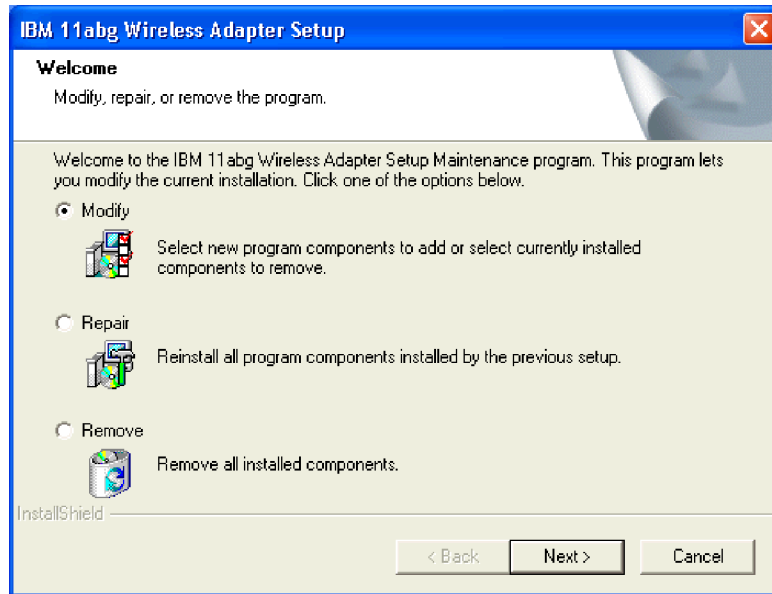 IBM 11abg Wireless Adapter Setup
Welcome
Modify, repair, or remove the program.
Welcome to the IBM 11abg Wireless Adapter Setup Maintenance program. This program lets
you modify the current installation. Click one of the options below.
Modify
Select new program components to add or select currently installed
components to remove.
Repair
Reinstall all program components installed by the previous setup.
Remove
Remove all installed components.
InstallShield
< Back Next > Cancel